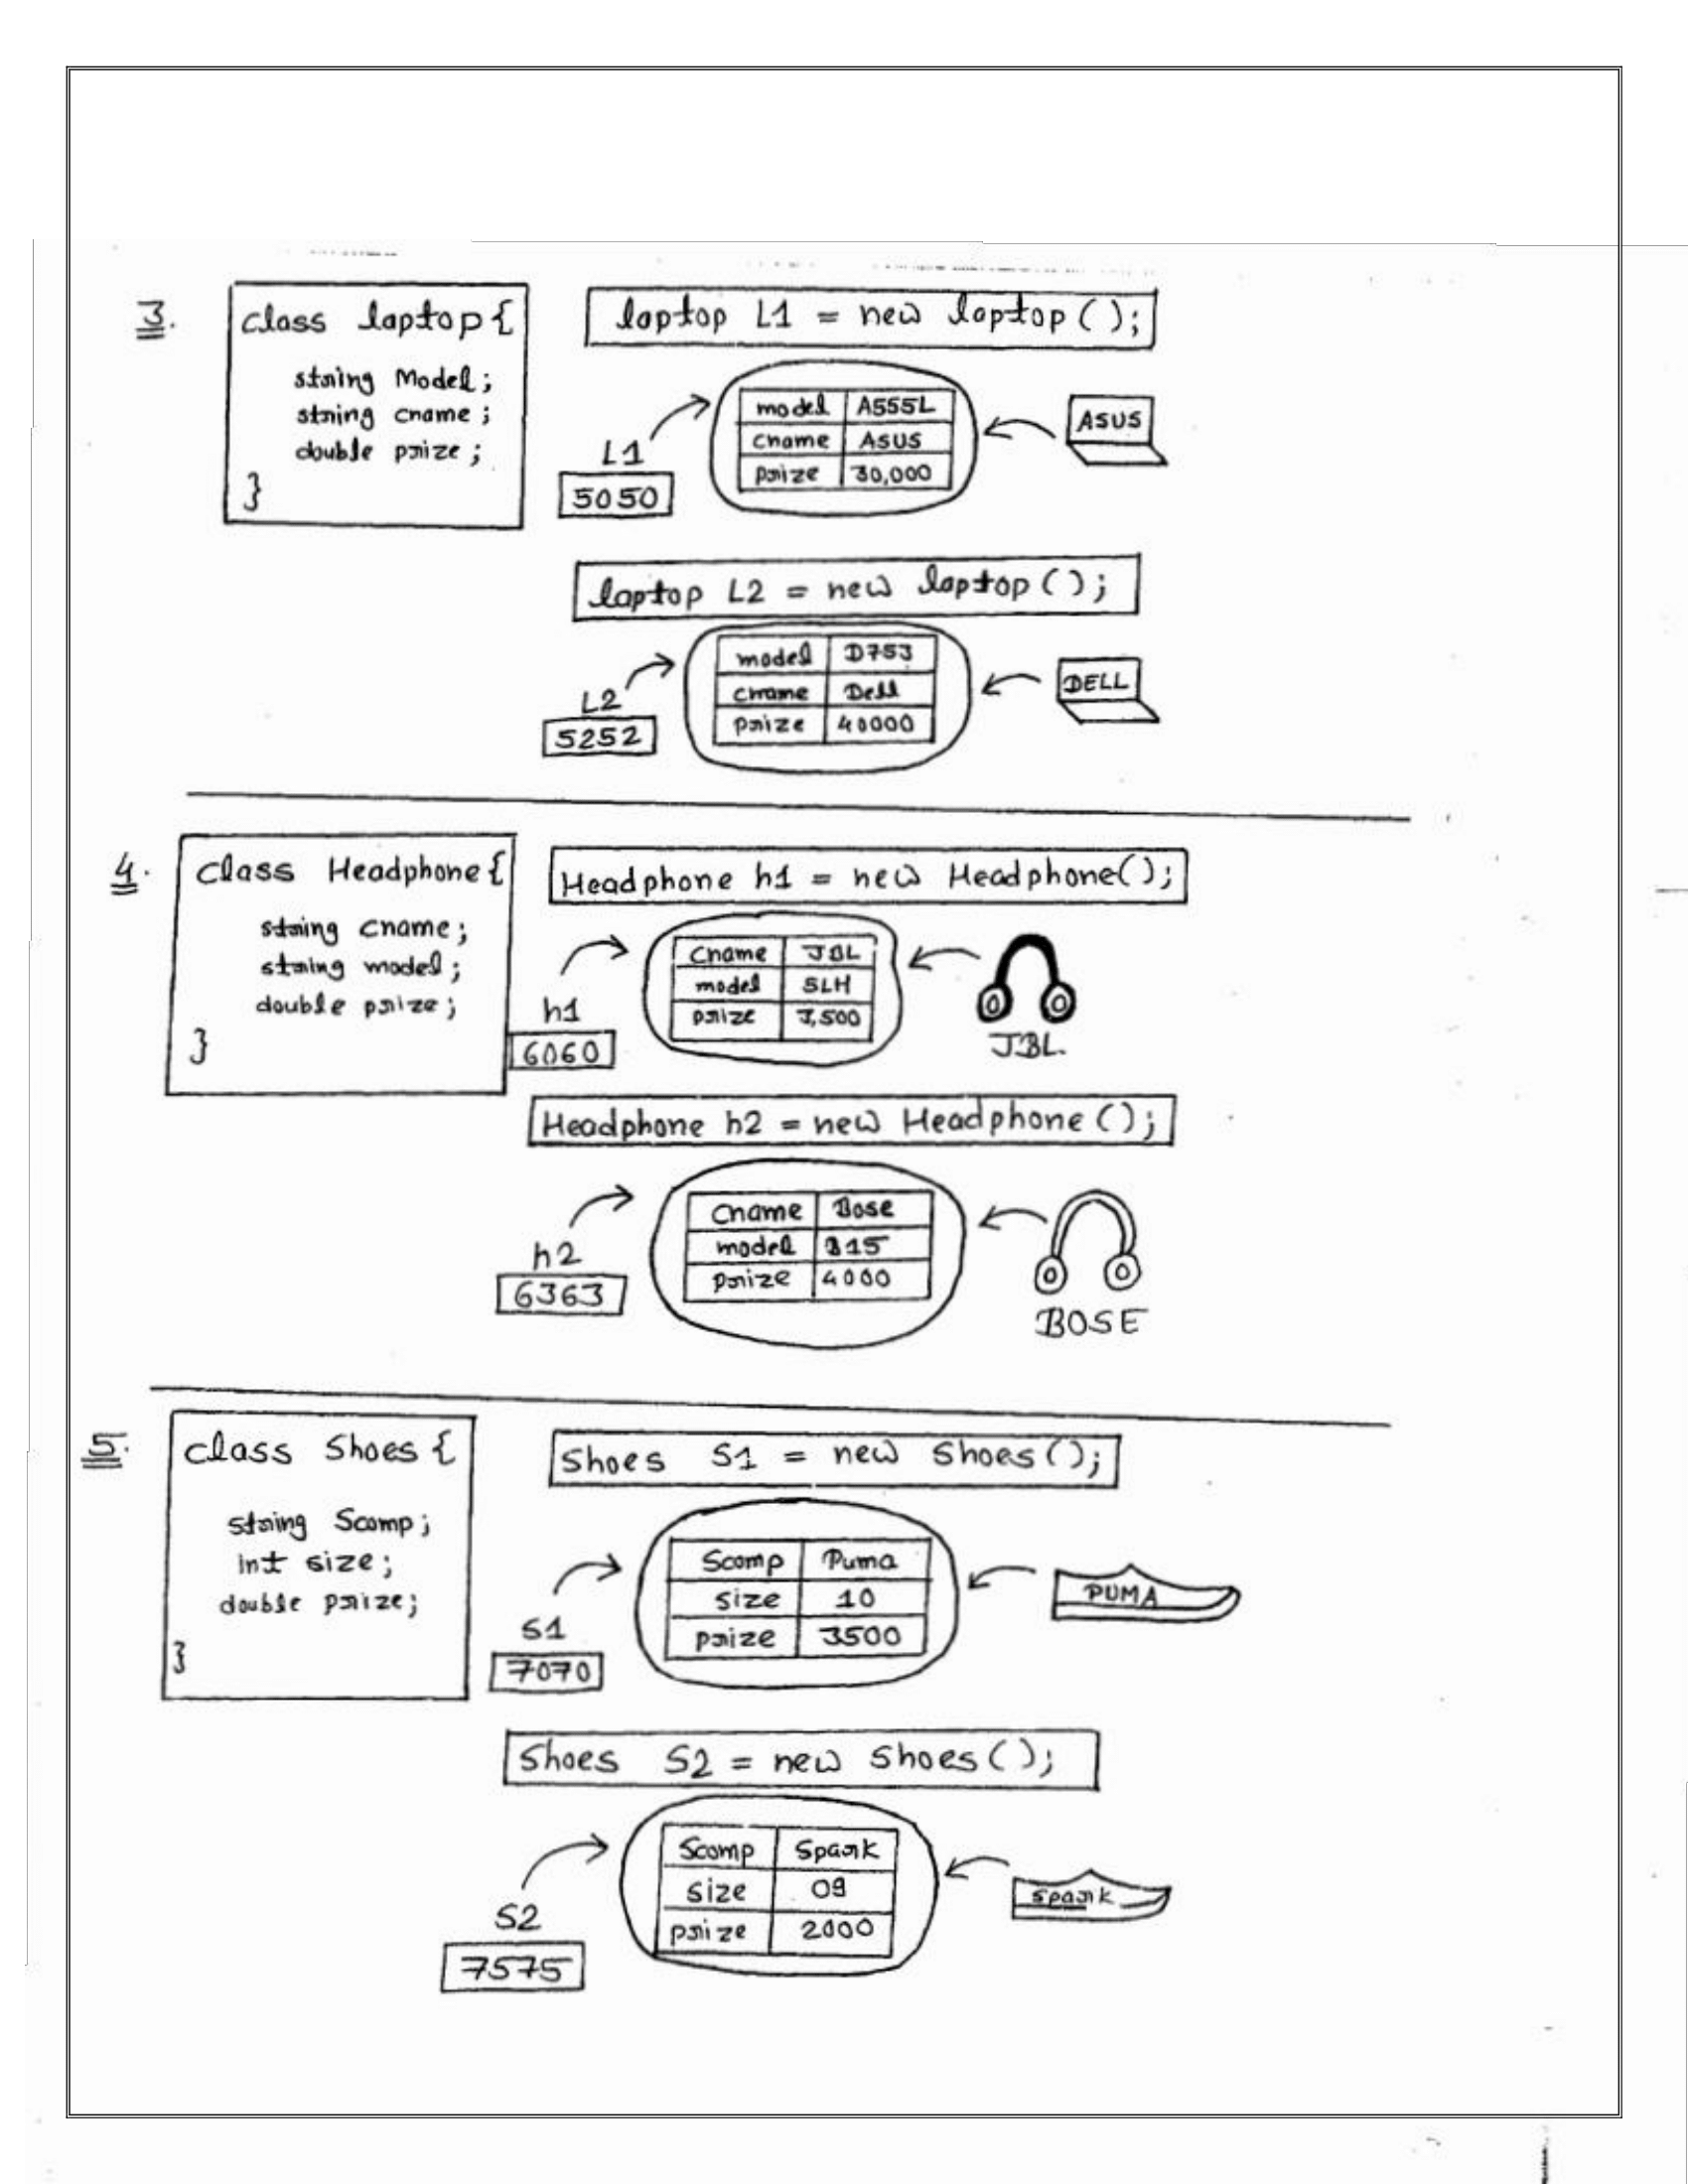 3.
class laptop {
string Model;
string cname;
double prize;
}
laptop L1 = new laptop();
L1
5050
model A555L
cname ASUS
prize 30,000
ASUS
laptop L2 = new laptop();
L2
5252
model D753
cname Dell
prize 40000
DELL
4.
class Headphone {
string cname;
string model;
double prize;
}
Headphone h1 = new Headphone();
h1
6060
Cname JBL
model SLH
prize
JBL.
Headphone h2 = new Headphone();
h2
6363
Cname Bose
model
prize 4000
BOSE
5.
class Shoes {
string Scomp;
int size;
double prize;
}
Shoes S1 = new Shoes();
S1
7070
Scomp Puma
size 10
prize 3500
PUMA
Shoes S2 = new Shoes();
S2
7575
Scomp Spark
size 09
prize 2000
Spark